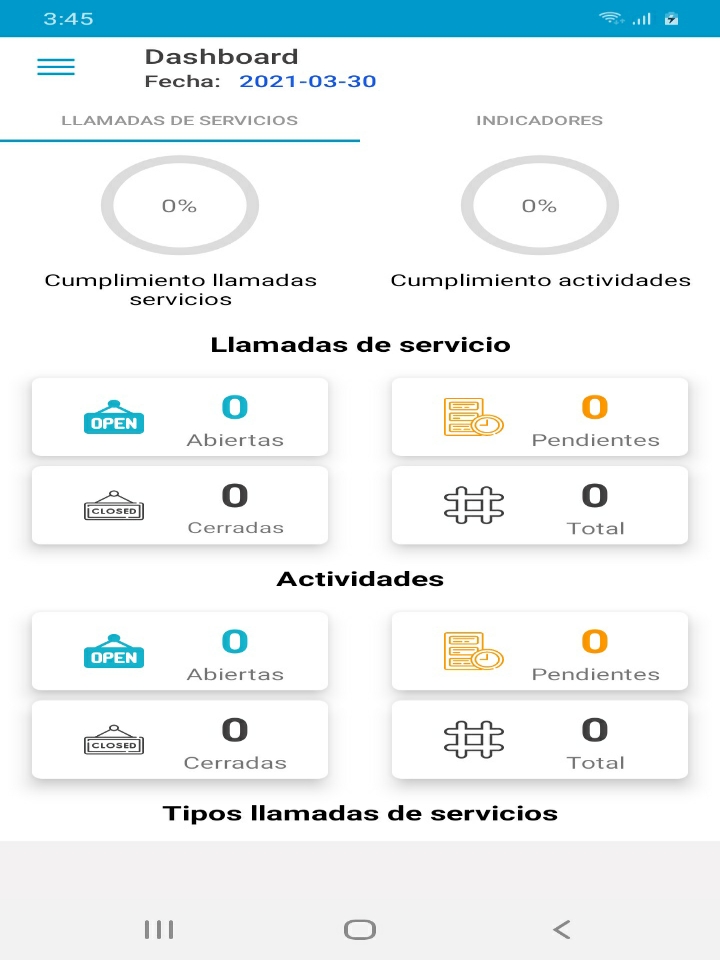 3:45
Dashboard
Fecha: 2021-03-30
LLAMADAS DE SERVICIOS
INDICADORES
0%
0%
Cumplimiento llamadas
servicios
Cumplimiento actividades
Llamadas de servicio
OPEN
0
Abiertas
0
Pendientes
CLOSED
0
Cerradas
0
Total
Actividades
OPEN
0
Abiertas
0
Pendientes
CLOSED
0
Cerradas
0
Total
Tipos llamadas de servicios